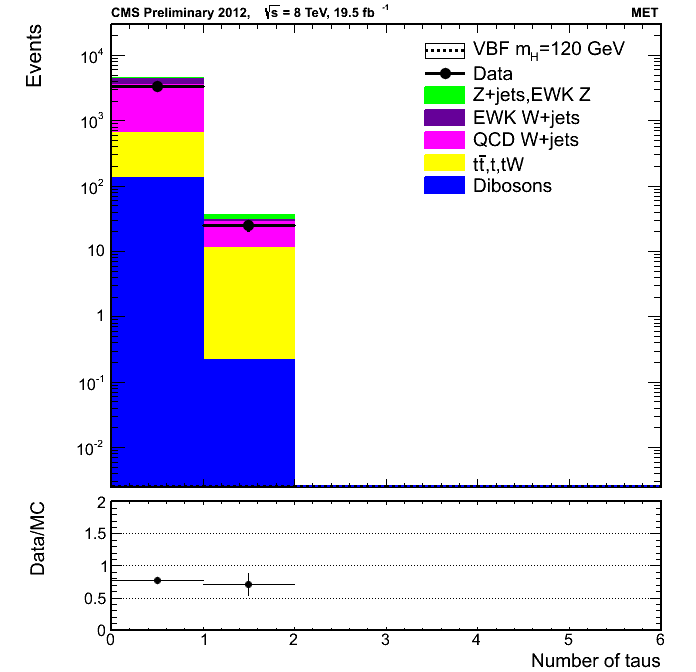 CMS Preliminary 2012, √s = 8 TeV, 19.5 fb⁻¹ MET
Events
10⁴
10³
10²
10
1
10⁻¹
10⁻²
VBF m_H=120 GeV
Data
Z+jets,EWK Z
EWK W+jets
QCD W+jets
tt̄,t,tW
Dibosons
Data/MC
2
1.5
1
0.5
0
0 1 2 3 4 5 6
Number of taus